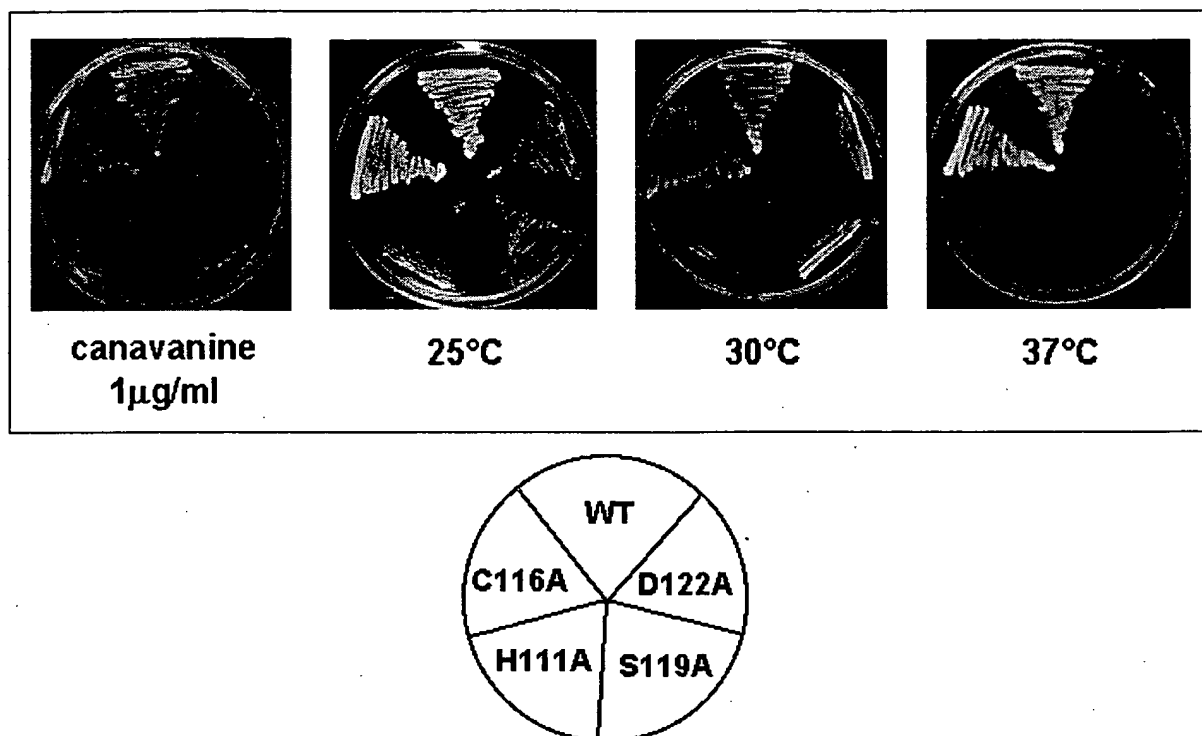 canavanine
1μg/ml
25°C
30°C
37°C
WT
C116A
D122A
H111A
S119A